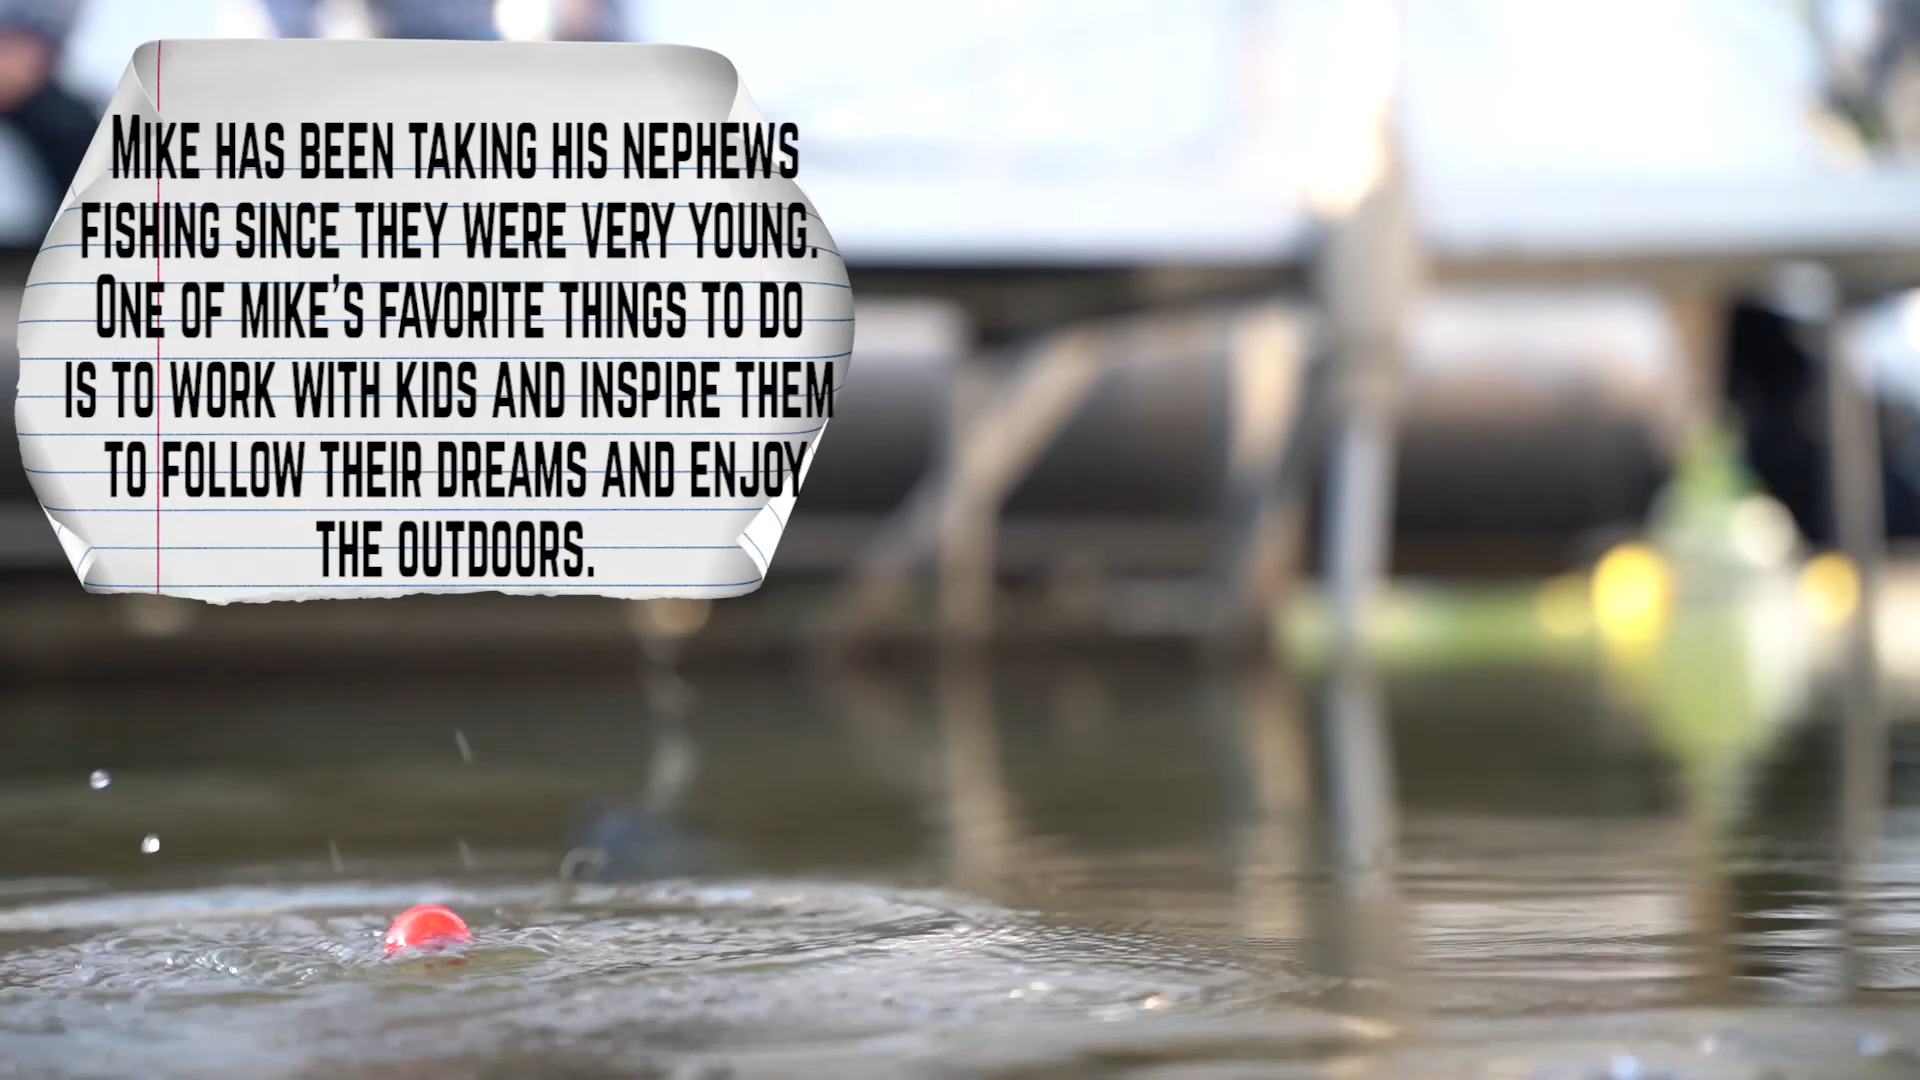 Mike has been taking his nephews
fishing since they were very young.
One of mike's favorite things to do
is to work with kids and inspire them
to follow their dreams and enjoy
the outdoors.